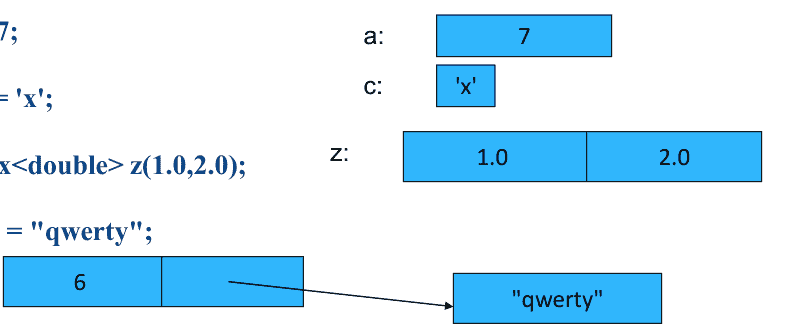 7;
a:
7
= 'x';
c:
'x'
x<double> z(1.0,2.0);
z:
1.0
2.0
= "qwerty";
6
"qwerty"